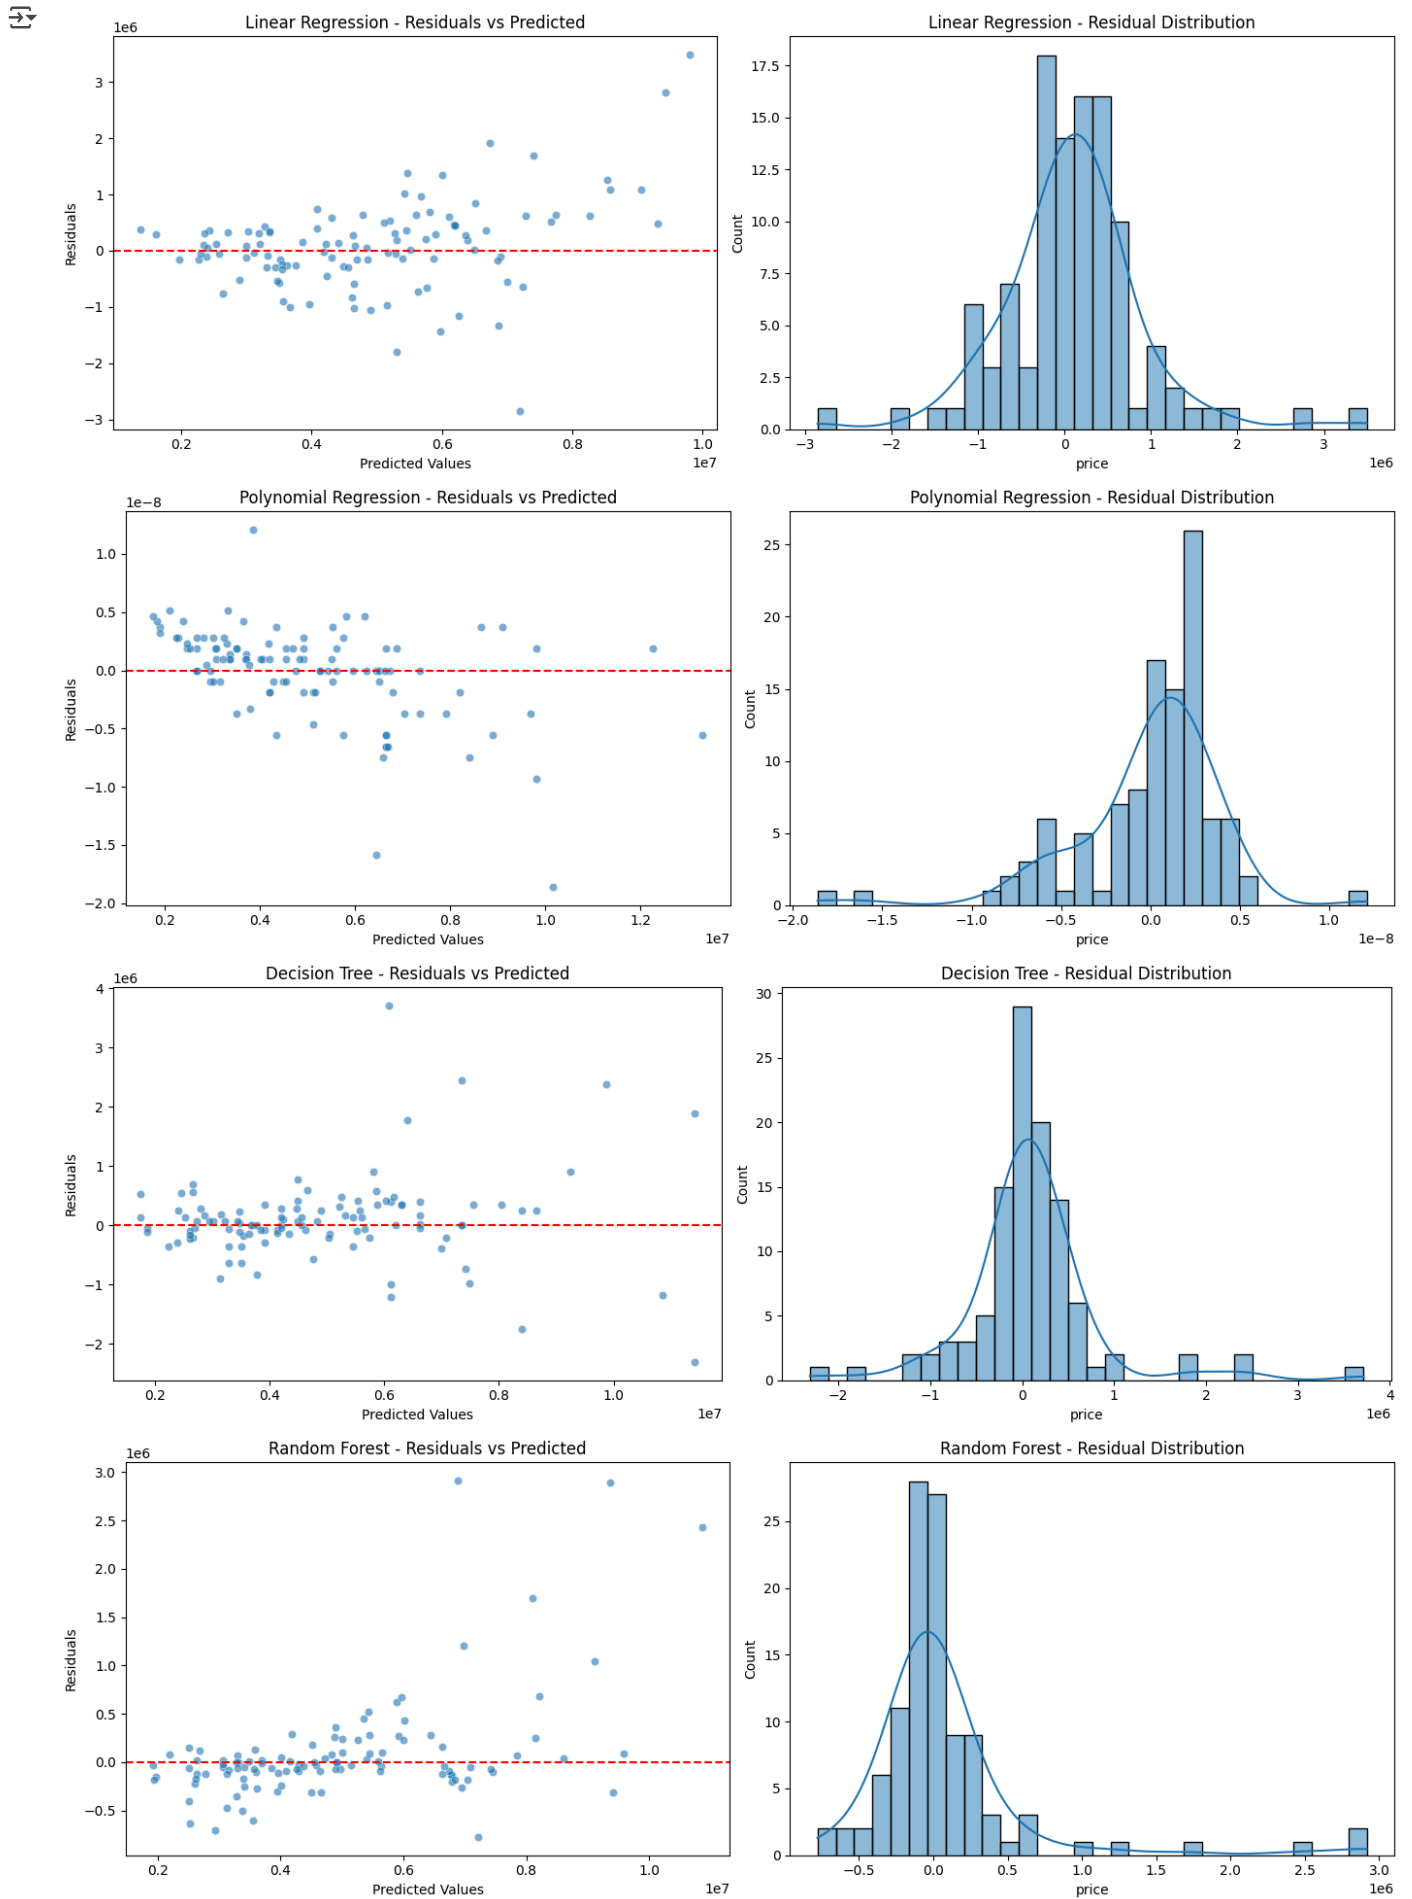 Linear Regression - Residuals vs Predicted
1e6
3
2
1
0
−1
−2
−3
Residuals
0.2 0.4 0.6 0.8 1.0
1e7
Predicted Values
Linear Regression - Residual Distribution
17.5
15.0
12.5
10.0
7.5
5.0
2.5
0.0
Count
−3 −2 −1 0 1 2 3
1e6
price
Polynomial Regression - Residuals vs Predicted
1e−8
1.0
0.5
0.0
−0.5
−1.0
−1.5
−2.0
Residuals
0.2 0.4 0.6 0.8 1.0 1.2
1e7
Predicted Values
Polynomial Regression - Residual Distribution
25
20
15
10
5
0
Count
−2.0 −1.5 −1.0 −0.5 0.0 0.5 1.0
1e−8
price
Decision Tree - Residuals vs Predicted
1e6
4
3
2
1
0
−1
−2
Residuals
0.2 0.4 0.6 0.8 1.0
1e7
Predicted Values
Decision Tree - Residual Distribution
30
25
20
15
10
5
0
Count
−2 −1 0 1 2 3 4
1e6
price
Random Forest - Residuals vs Predicted
1e6
3.0
2.5
2.0
1.5
1.0
0.5
0.0
−0.5
Residuals
0.2 0.4 0.6 0.8 1.0
1e7
Predicted Values
Random Forest - Residual Distribution
25
20
15
10
5
0
Count
−0.5 0.0 0.5 1.0 1.5 2.0 2.5 3.0
1e6
price